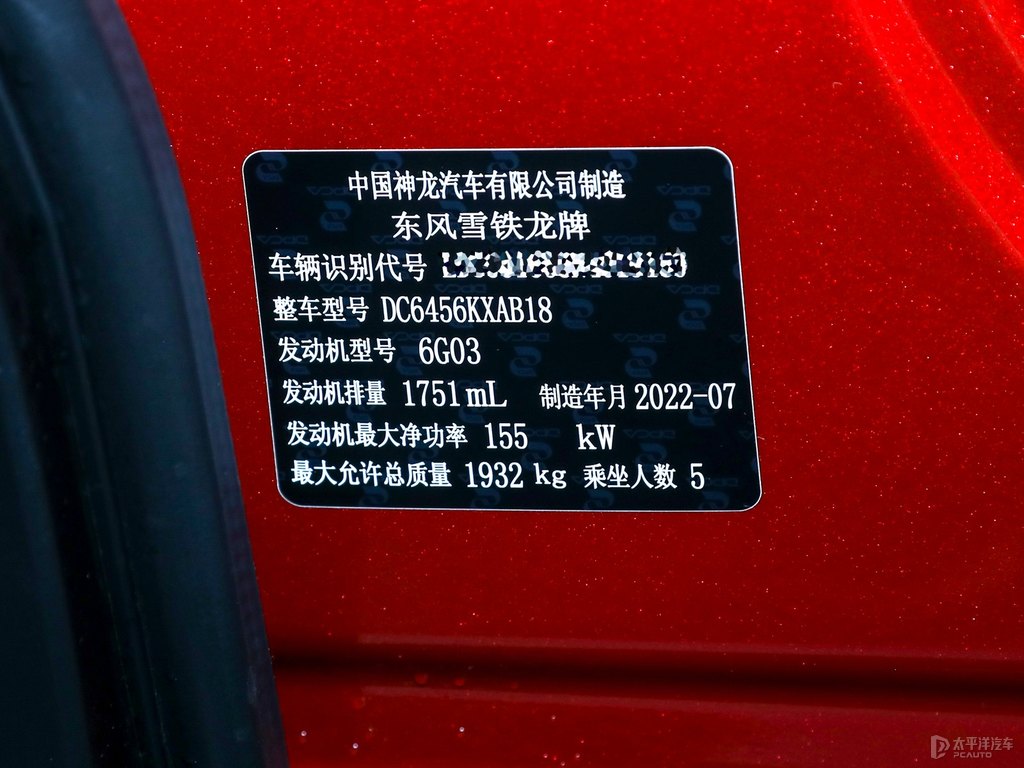 中国神龙汽车有限公司制造
东风雪铁龙牌
车辆识别代号
整车型号 DC6456KXAB18
发动机型号 6G03
发动机排量 1751mL 制造年月 2022-07
发动机最大净功率 155 kW
最大允许总质量 1932 kg 乘坐人数 5
太平洋汽车
PCAUTO